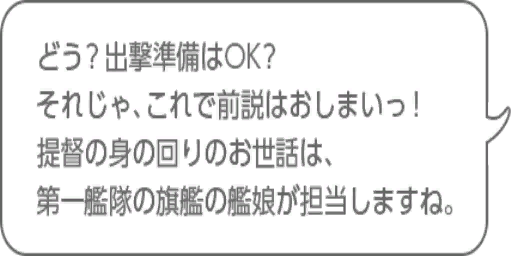 どう？出撃準備はOK？
それじゃ、これで前説はおしまいっ！
提督の身の回りのお世話は、
第一艦隊の旗艦の艦娘が担当しますね。